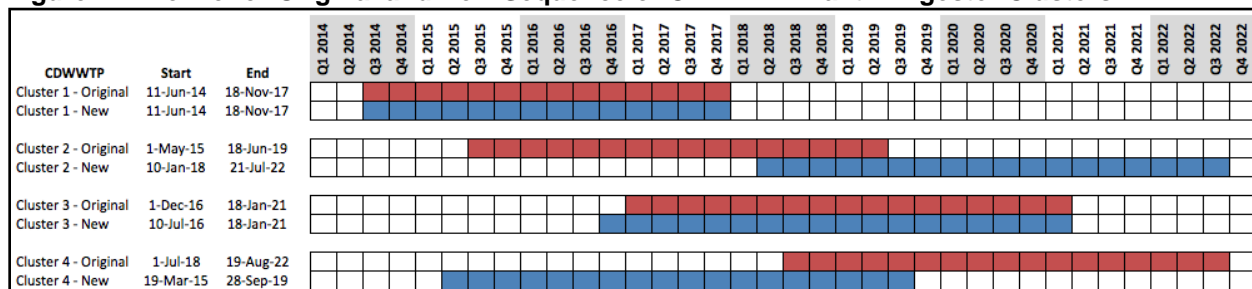 Q1 2014 Q2 2014 Q3 2014 Q4 2014 Q1 2015 Q2 2015 Q3 2015 Q4 2015 Q1 2016 Q2 2016 Q3 2016 Q4 2016 Q1 2017 Q2 2017 Q3 2017 Q4 2017 Q1 2018 Q2 2018 Q3 2018 Q4 2018 Q1 2019 Q2 2019 Q3 2019 Q4 2019 Q1 2020 Q2 2020 Q3 2020 Q4 2020 Q1 2021 Q2 2021 Q3 2021 Q4 2021 Q1 2022 Q2 2022 Q3 2022 Q4 2022
CDWWTP Start End
Cluster 1 - Original 11-Jun-14 18-Nov-17
Cluster 1 - New 11-Jun-14 18-Nov-17
Cluster 2 - Original 1-May-15 18-Jun-19
Cluster 2 - New 10-Jan-18 21-Jul-22
Cluster 3 - Original 1-Dec-16 18-Jan-21
Cluster 3 - New 10-Jul-16 18-Jan-21
Cluster 4 - Original 1-Jul-18 19-Aug-22
Cluster 4 - New 19-Mar-15 28-Sep-19